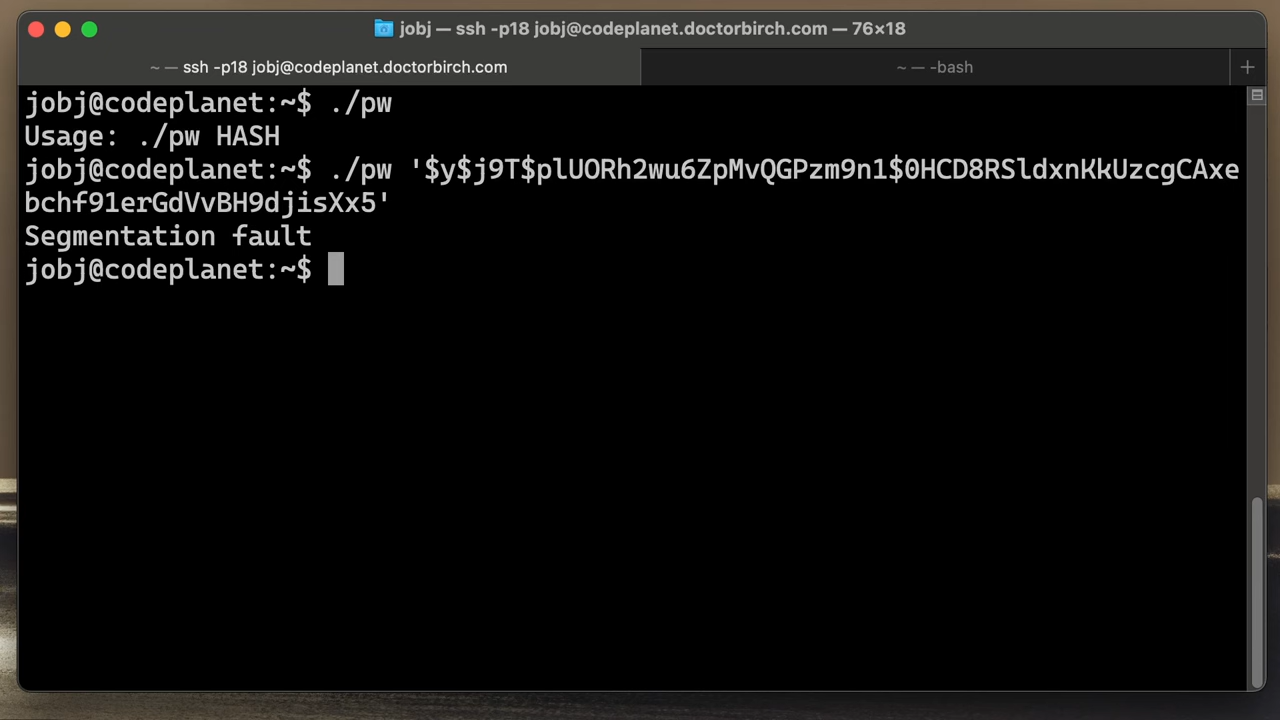 jobj — ssh -p18 jobj@codeplanet.doctorbirch.com — 76×18
~ — ssh -p18 jobj@codeplanet.doctorbirch.com
~ — -bash
jobj@codeplanet:~$ ./pw
Usage: ./pw HASH
jobj@codeplanet:~$ ./pw '$y$j9T$plUORh2wu6ZpMvQGPzm9n1$0HCD8RSldxnKkUzcgCAxe
bchf91erGdVvBH9djisXx5'
Segmentation fault
jobj@codeplanet:~$